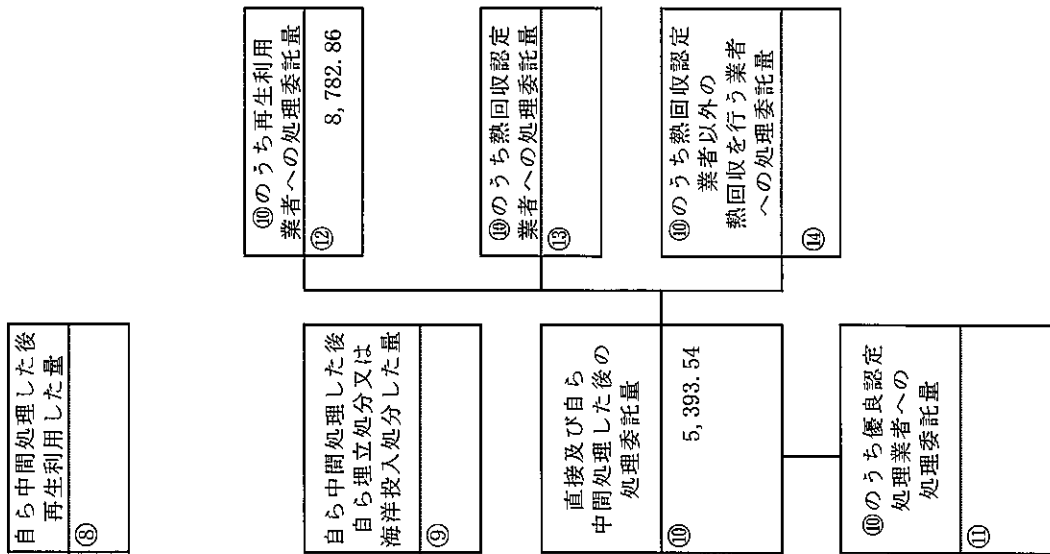 自ら中間処理した後
再生利用した量
⑧
自ら中間処理した後
自ら埋立処分又は
海洋投入処分した量
⑨
直接及び自ら
中間処理した後の
処理委託量
⑩
5,393.54
⑩のうち優良認定
処理業者への
処理委託量
⑪
⑩のうち再生利用
業者への処理委託量
⑫
8,782.86
⑩のうち熱回収認定
業者への処理委託量
⑬
⑩のうち熱回収認定
業者以外の
熱回収を行う業者
への処理委託量
⑭